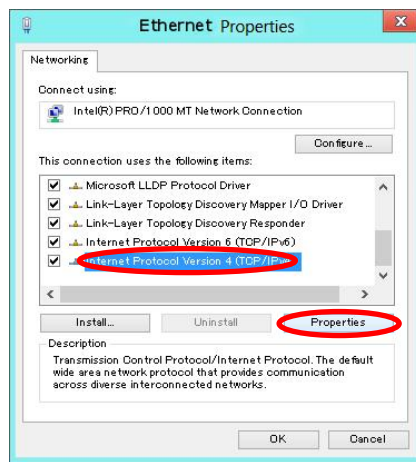 Ethernet Properties
Networking
Connect using:
Intel(R) PRO/1000 MT Network Connection
Configure...
This connection uses the following items:
Microsoft LLDP Protocol Driver
Link-Layer Topology Discovery Mapper I/O Driver
Link-Layer Topology Discovery Responder
Internet Protocol Version 6 (TCP/IPv6)
Internet Protocol Version 4 (TCP/IPv
Install...
Uninstall
Properties
Description
Transmission Control Protocol/Internet Protocol. The default
wide area network protocol that provides communication
across diverse interconnected networks.
OK
Cancel